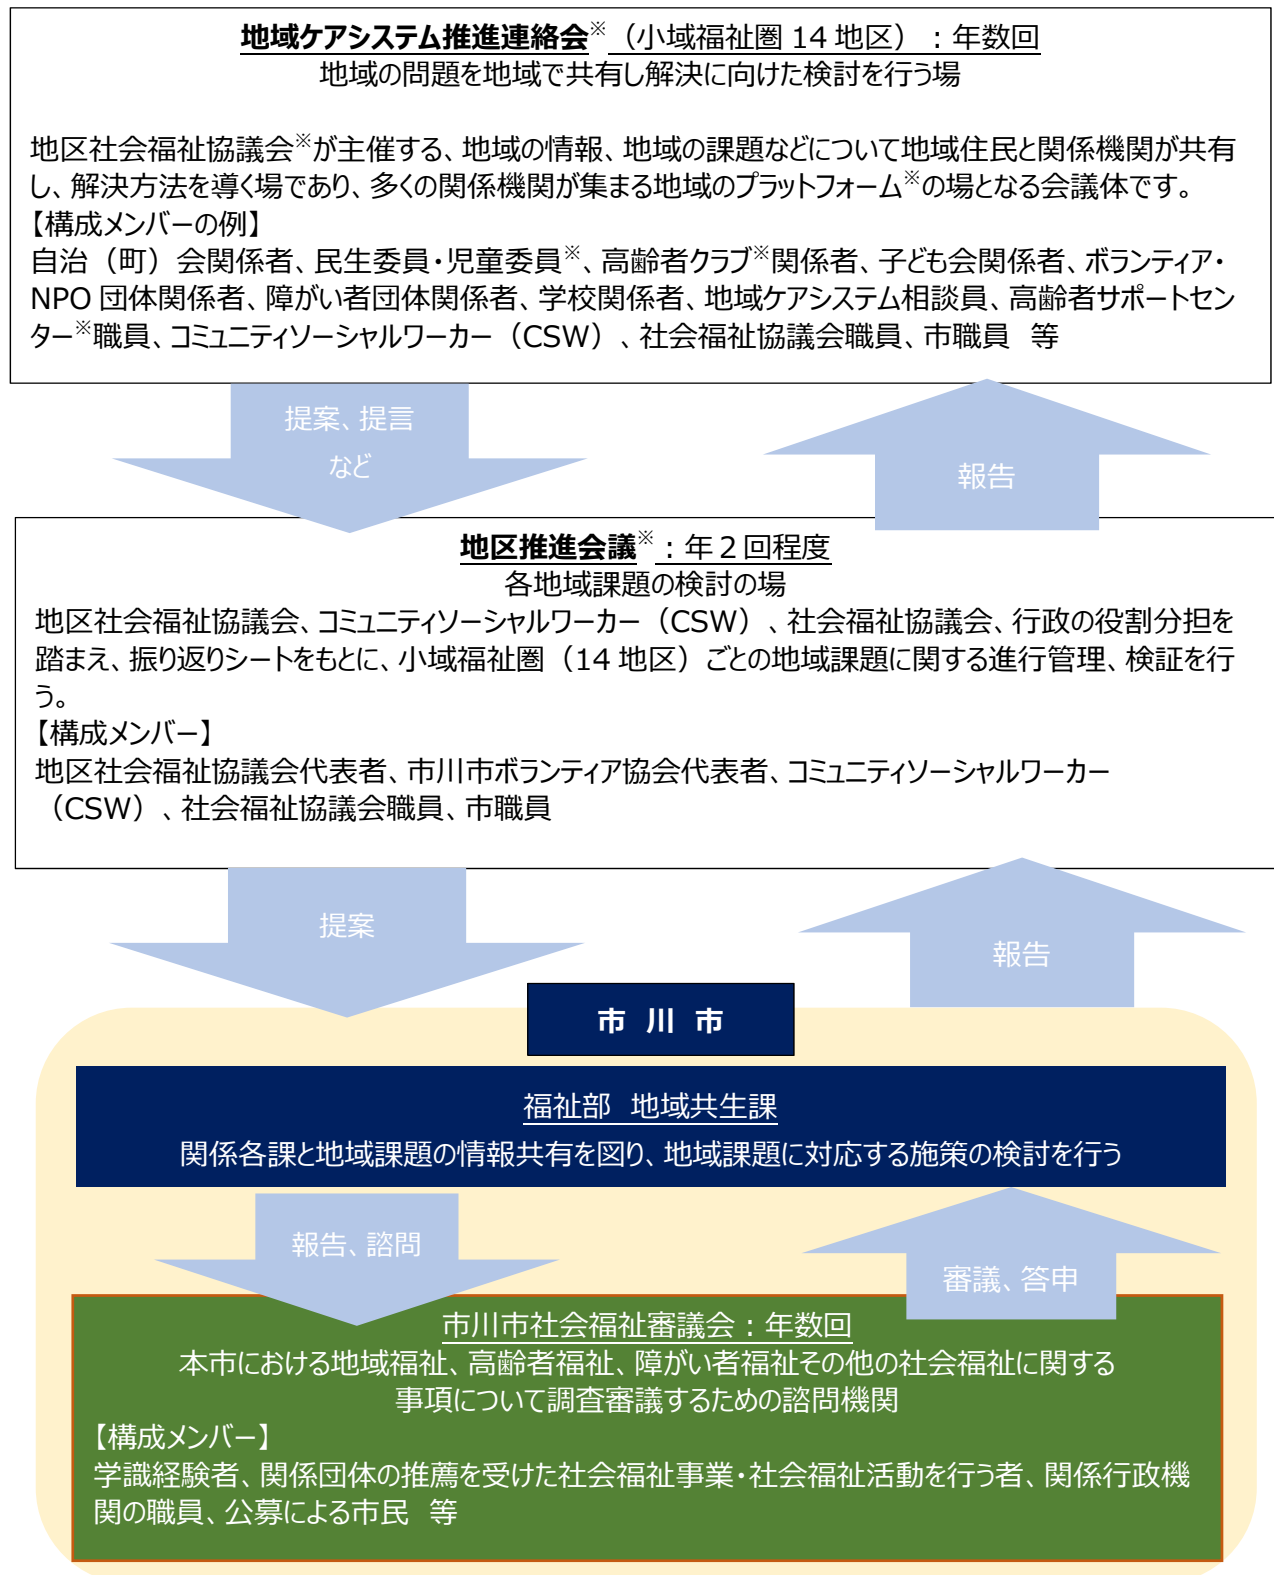 地域ケアシステム推進連絡会※（小域福祉圏 14 地区）：年数回
地域の問題を地域で共有し解決に向けた検討を行う場
地区社会福祉協議会※が主催する、地域の情報、地域の課題などについて地域住民と関係機関が共有
し、解決方法を導く場であり、多くの関係機関が集まる地域のプラットフォーム※の場となる会議体です。
【構成メンバーの例】
自治（町）会関係者、民生委員・児童委員※、高齢者クラブ※関係者、子ども会関係者、ボランティア・
NPO 団体関係者、障がい者団体関係者、学校関係者、地域ケアシステム相談員、高齢者サポートセン
ター※職員、コミュニティソーシャルワーカー（CSW）、社会福祉協議会職員、市職員　等
提案、提言
など
報告
地区推進会議※：年２回程度
各地域課題の検討の場
地区社会福祉協議会、コミュニティソーシャルワーカー（CSW）、社会福祉協議会、行政の役割分担を
踏まえ、振り返りシートをもとに、小域福祉圏（14 地区）ごとの地域課題に関する進行管理、検証を行
う。
【構成メンバー】
地区社会福祉協議会代表者、市川市ボランティア協会代表者、コミュニティソーシャルワーカー
（CSW）、社会福祉協議会職員、市職員
提案
報告
市 川 市
福祉部　地域共生課
関係各課と地域課題の情報共有を図り、地域課題に対応する施策の検討を行う
報告、諮問
審議、答申
市川市社会福祉審議会：年数回
本市における地域福祉、高齢者福祉、障がい者福祉その他の社会福祉に関する
事項について調査審議するための諮問機関
【構成メンバー】
学識経験者、関係団体の推薦を受けた社会福祉事業・社会福祉活動を行う者、関係行政機
関の職員、公募による市民　等